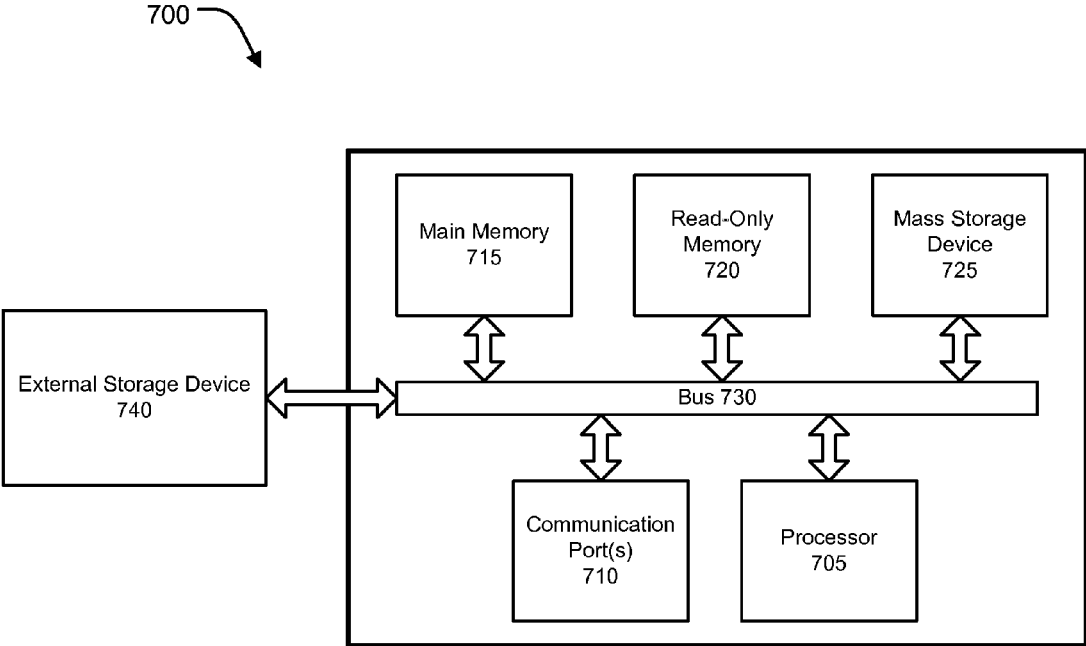 700
Main Memory
715
Read-Only
Memory
720
Mass Storage
Device
725
External Storage Device
740
Bus 730
Communication
Port(s)
710
Processor
705